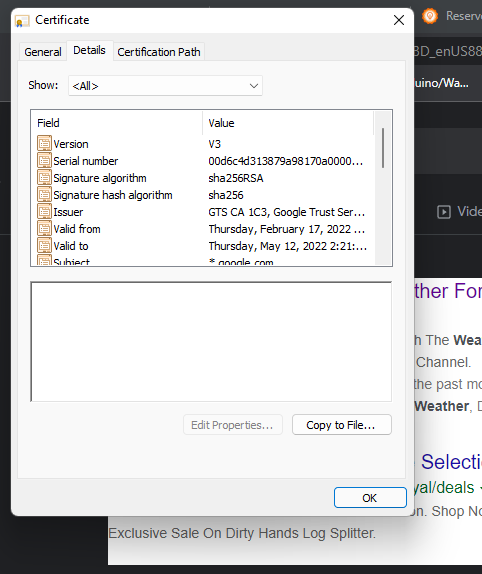 Certificate
Reserve
General Details Certification Path
3D_enUS88
Show: <All>
uino/Wa...
Field Value
Version V3
Serial number 00d6c4d313879a98170a0000...
Signature algorithm sha256RSA
Signature hash algorithm sha256
Issuer GTS CA 1C3, Google Trust Ser...
Valid from Thursday, February 17, 2022 ...
Valid to Thursday, May 12, 2022 2:21:...
Subject *.google.com
Vide
ther For
h The Wea
Channel.
the past mo
Weather, D
Edit Properties... Copy to File...
Selectio
yal/deals
OK
on. Shop No
Exclusive Sale On Dirty Hands Log Splitter.